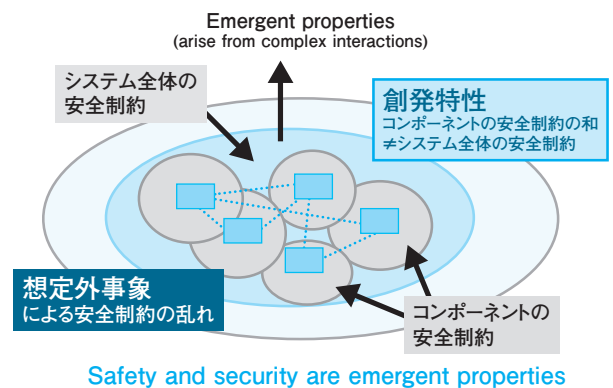 Emergent properties
(arise from complex interactions)
システム全体の
安全制約
創発特性
コンポーネントの安全制約の和
≠システム全体の安全制約
想定外事象
による安全制約の乱れ
コンポーネントの
安全制約
Safety and security are emergent properties